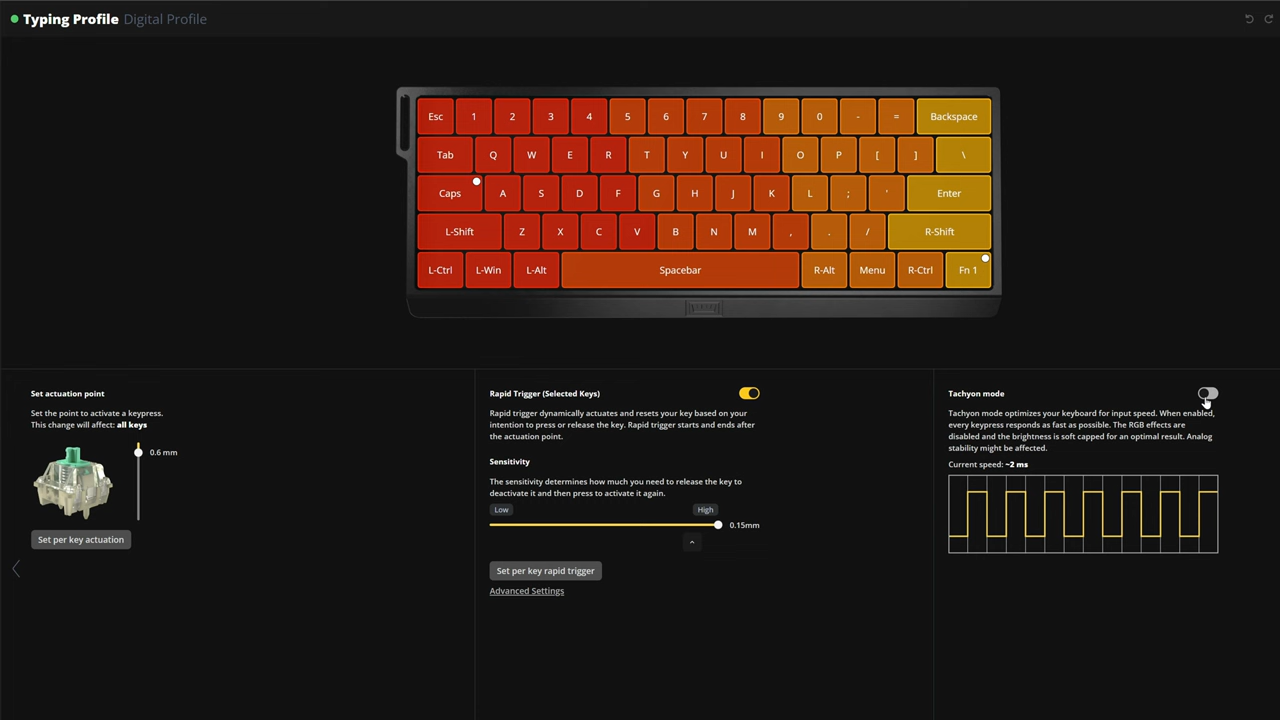 Typing Profile Digital Profile
Esc 1 2 3 4 5 6 7 8 9 0 - = Backspace
Tab Q W E R T Y U I O P [ ] \
Caps A S D F G H J K L ; ' Enter
L-Shift Z X C V B N M , . / R-Shift
L-Ctrl L-Win L-Alt Spacebar R-Alt Menu R-Ctrl Fn 1
Set actuation point
Set the point to activate a keypress.
This change will affect: all keys
0.6 mm
Set per key actuation
Rapid Trigger (Selected Keys)
Rapid trigger dynamically actuates and resets your key based on your
intention to press or release the key. Rapid trigger starts and ends after
the actuation point.
Sensitivity
The sensitivity determines how much you need to release the key to
deactivate it and then press to activate it again.
Low High
0.15mm
Set per key rapid trigger
Advanced Settings
Tachyon mode
Tachyon mode optimizes your keyboard for input speed. When enabled,
every keypress responds as fast as possible. The RGB effects are
disabled and the brightness is soft capped for an optimal result. Analog
stability might be affected.
Current speed: ~2 ms